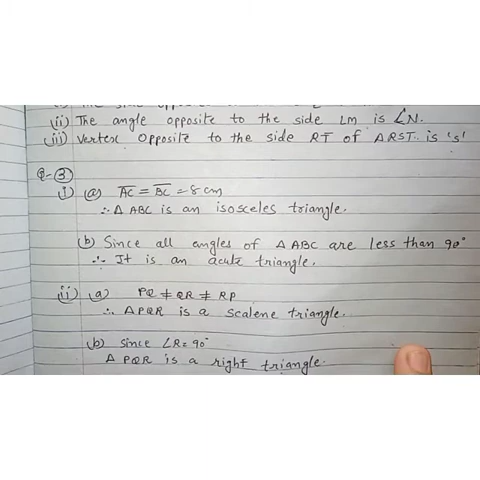 (ii) The angle opposite to the side LM is ∠N.
(iii) Vertex opposite to the side RT of ΔRST is 's'
Q-③
i) (a) AC = BC = 8 cm
∴ Δ ABC is an isosceles triangle.
(b) Since all angles of Δ ABC are less than 90°
∴ It is an acute triangle.
ii) (a) PQ ≠ QR ≠ RP
∴ ΔPQR is a scalene triangle.
(b) Since ∠R = 90°
Δ PQR is a right triangle.